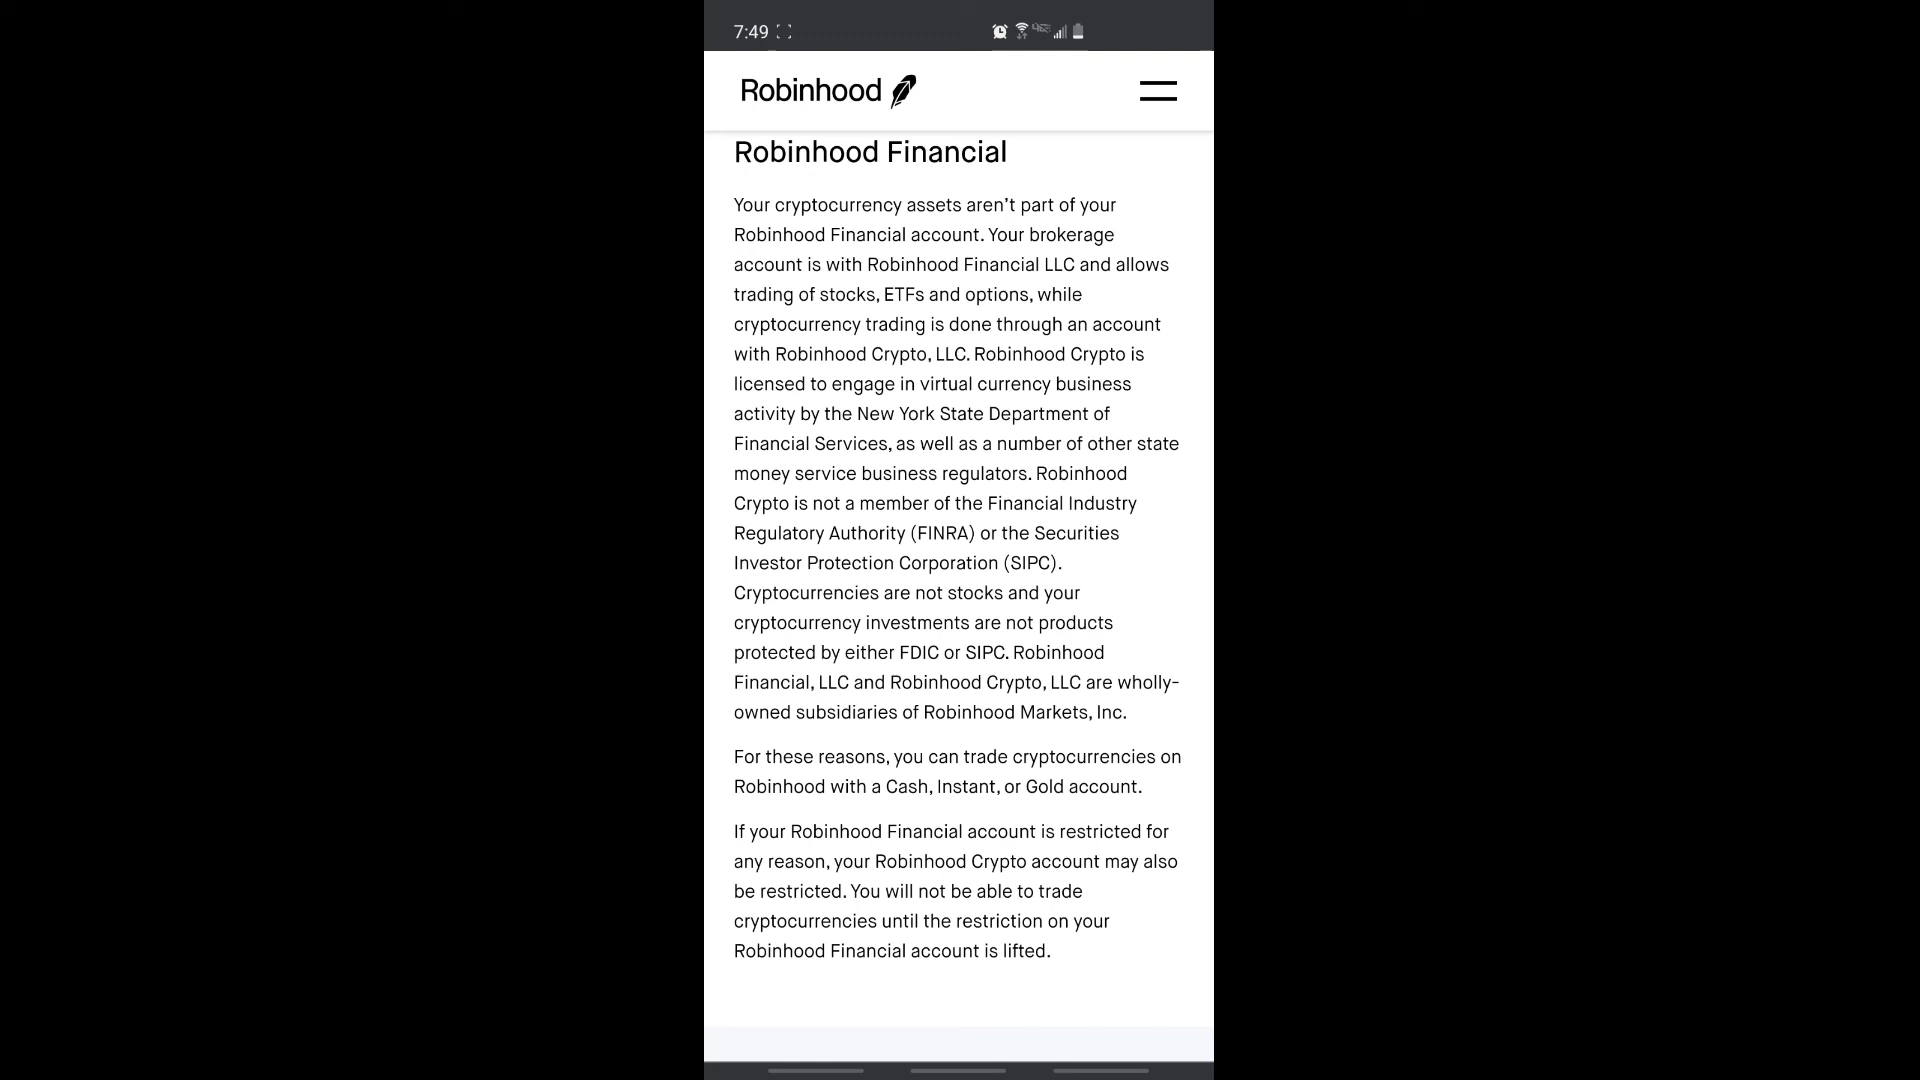 7:49
Robinhood
Robinhood Financial
Your cryptocurrency assets aren’t part of your
Robinhood Financial account. Your brokerage
account is with Robinhood Financial LLC and allows
trading of stocks, ETFs and options, while
cryptocurrency trading is done through an account
with Robinhood Crypto, LLC. Robinhood Crypto is
licensed to engage in virtual currency business
activity by the New York State Department of
Financial Services, as well as a number of other state
money service business regulators. Robinhood
Crypto is not a member of the Financial Industry
Regulatory Authority (FINRA) or the Securities
Investor Protection Corporation (SIPC).
Cryptocurrencies are not stocks and your
cryptocurrency investments are not products
protected by either FDIC or SIPC. Robinhood
Financial, LLC and Robinhood Crypto, LLC are wholly-
owned subsidiaries of Robinhood Markets, Inc.
For these reasons, you can trade cryptocurrencies on
Robinhood with a Cash, Instant, or Gold account.
If your Robinhood Financial account is restricted for
any reason, your Robinhood Crypto account may also
be restricted. You will not be able to trade
cryptocurrencies until the restriction on your
Robinhood Financial account is lifted.